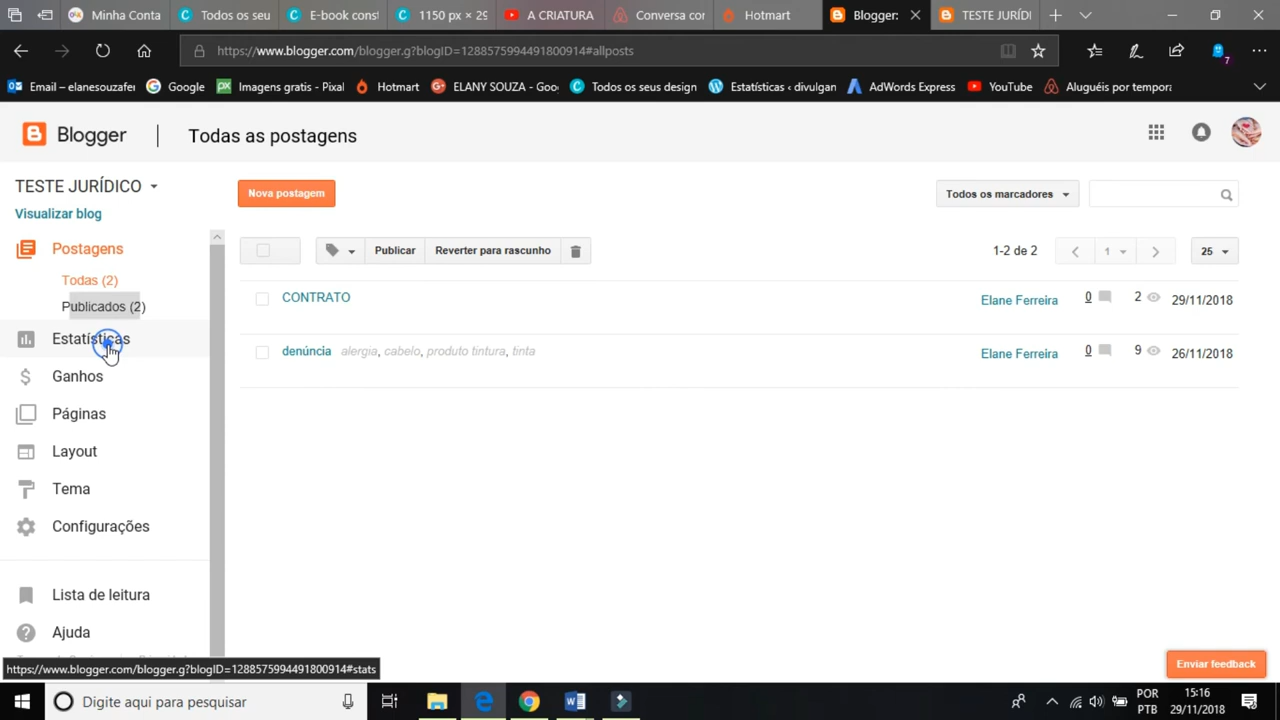 Minha Conta
Todos os seu
E-book cons
1150 px × 29
A CRIATURA
Conversa cor
Hotmart
Blogger:
TESTE JURÍDI
https://www.blogger.com/blogger.g?blogID=1288575994491800914#allposts
7
Email – elanesouzafer
Google
Imagens gratis - Pixal
Hotmart
ELANY SOUZA - Goo
Todos os seus design
Estatísticas ‹ divulgan
AdWords Express
YouTube
Aluguéis por tempora
Blogger
Todas as postagens
TESTE JURÍDICO
Visualizar blog
Nova postagem
Todos os marcadores
Postagens
Todas (2)
Publicados (2)
Estatísticas
Ganhos
Páginas
Layout
Tema
Configurações
Lista de leitura
Ajuda
Publicar
Reverter para rascunho
1-2 de 2
1
25
CONTRATO
Elane Ferreira
0
2
29/11/2018
denúncia alergia, cabelo, produto tintura, tinta
Elane Ferreira
0
9
26/11/2018
https://www.blogger.com/blogger.g?blogID=1288575994491800914#stats
Enviar feedback
Digite aqui para pesquisar
POR
PTB
15:16
29/11/2018